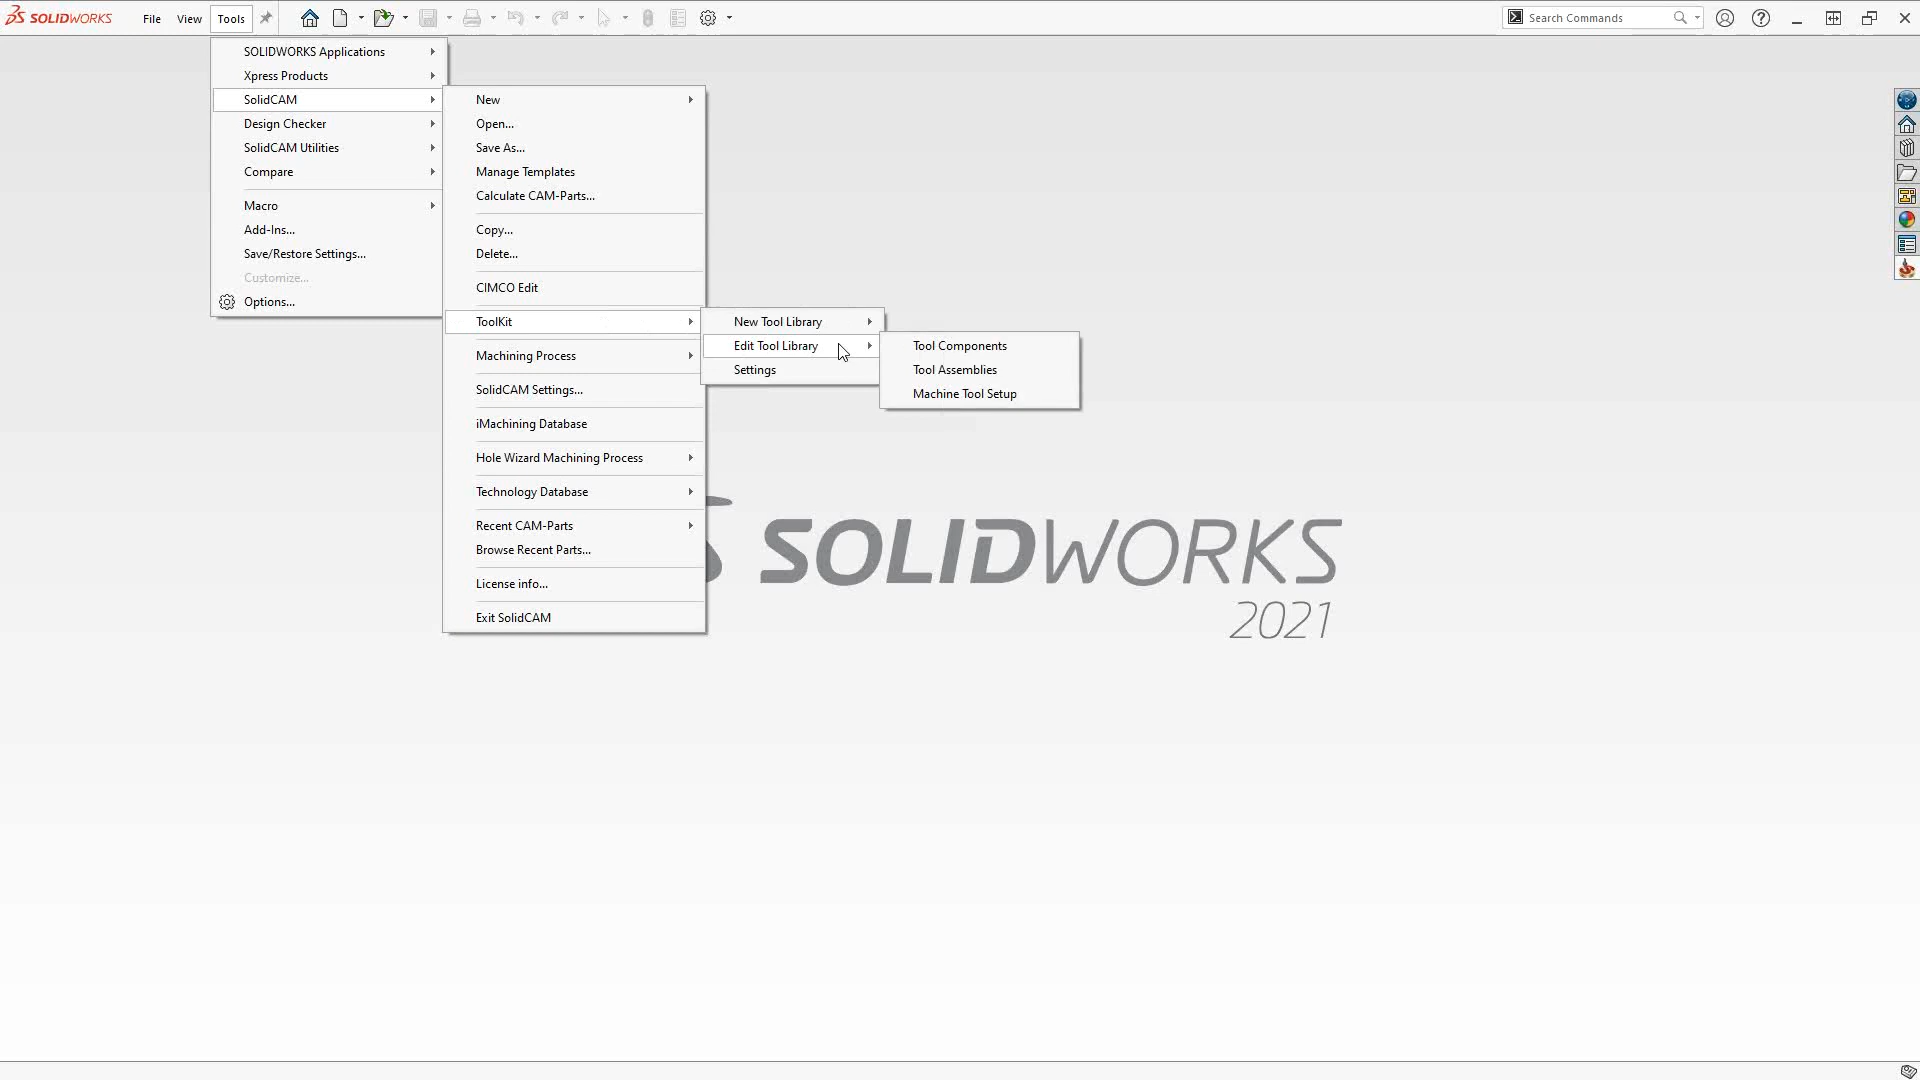 SOLIDWORKS File View Tools Search Commands
SOLIDWORKS Applications
Xpress Products
SolidCAM
Design Checker
SolidCAM Utilities
Compare
Macro
Add-Ins...
Save/Restore Settings...
Customize...
Options...
New
Open...
Save As...
Manage Templates
Calculate CAM-Parts...
Copy...
Delete...
CIMCO Edit
ToolKit
Machining Process
SolidCAM Settings...
iMachining Database
Hole Wizard Machining Process
Technology Database
Recent CAM-Parts
Browse Recent Parts...
License info...
Exit SolidCAM
New Tool Library
Edit Tool Library
Settings
Tool Components
Tool Assemblies
Machine Tool Setup
SOLIDWORKS
2021